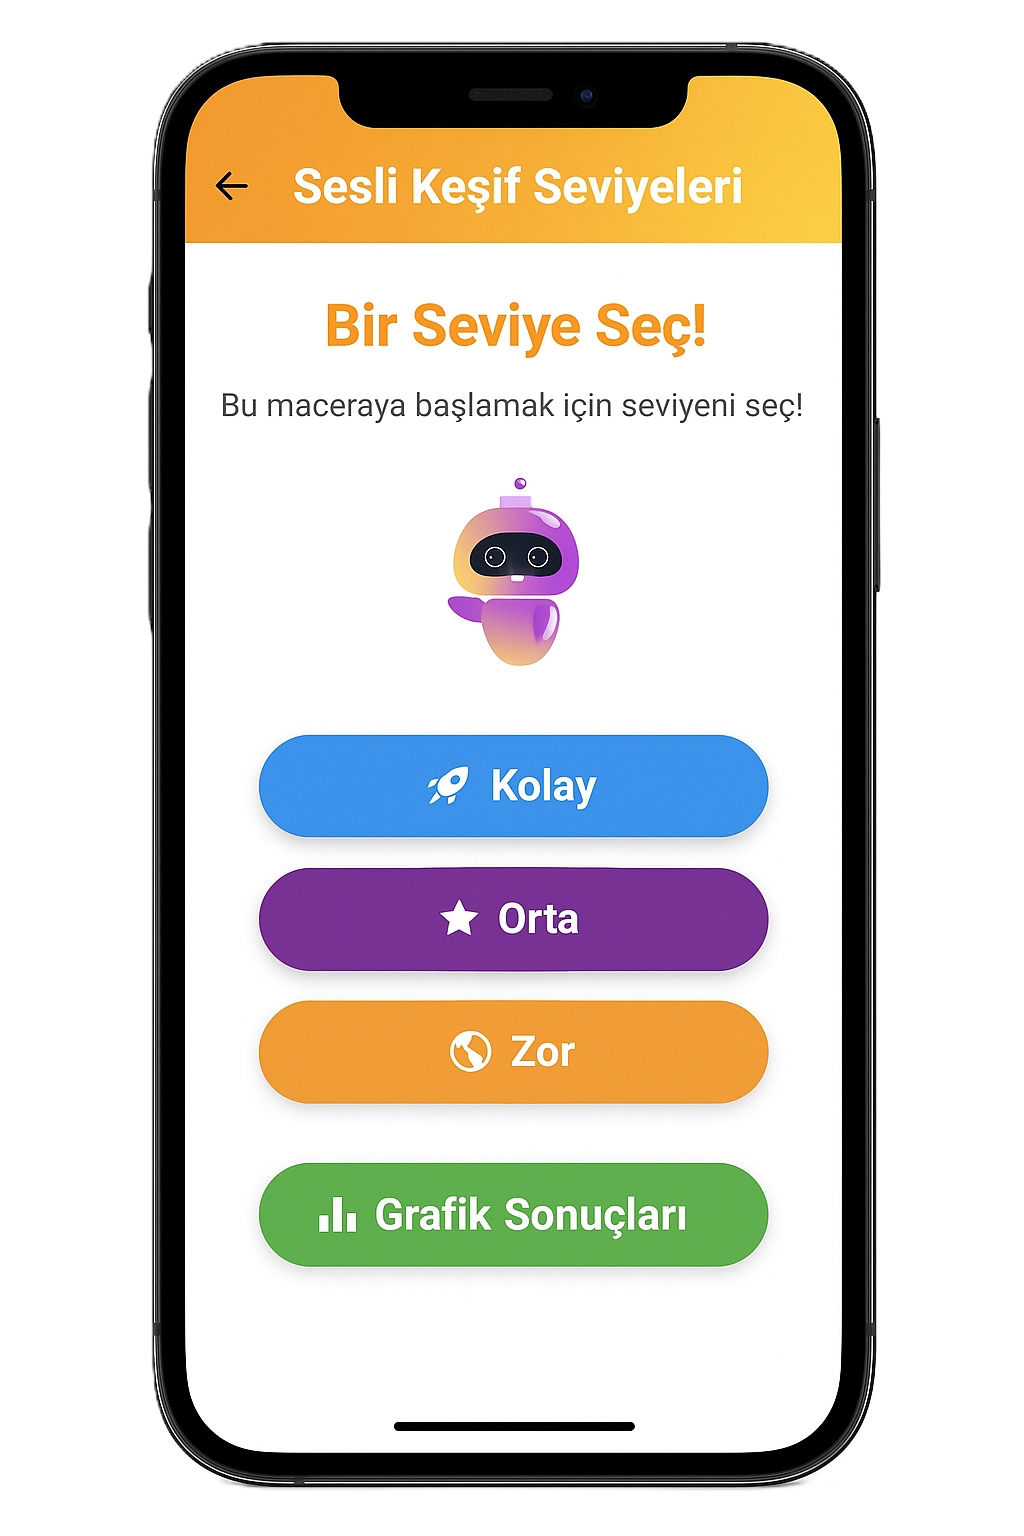 Sesli Keşif Seviyeleri
Bir Seviye Seç!
Bu maceraya başlamak için seviyeni seç!
Kolay
Orta
Zor
Grafik Sonuçları